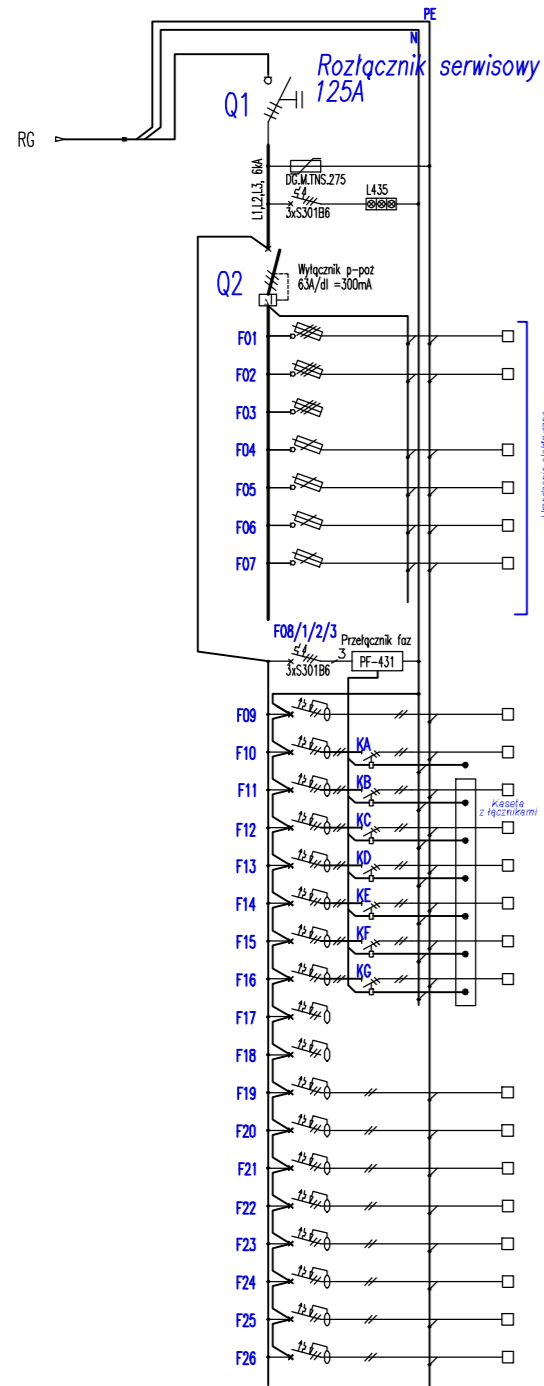 PE
N
Rozłącznik serwisowy
125A
Q1
RG
L1,L2,L3, 6kA
DG.M.TNS.275
L435
3xS301B6
Q2
Wyłącznik p-poż
63A/dI =300mA
F01
F02
F03
F04
F05
F06
F07
F08/1/2/3
3
Przełącznik faz
PF-431
3xS301B6
F09
F10
KA
F11
KB
Kaseta
z łącznikami
F12
KC
F13
KD
F14
KE
F15
KF
F16
KG
F17
F18
F19
F20
F21
F22
F23
F24
F25
F26